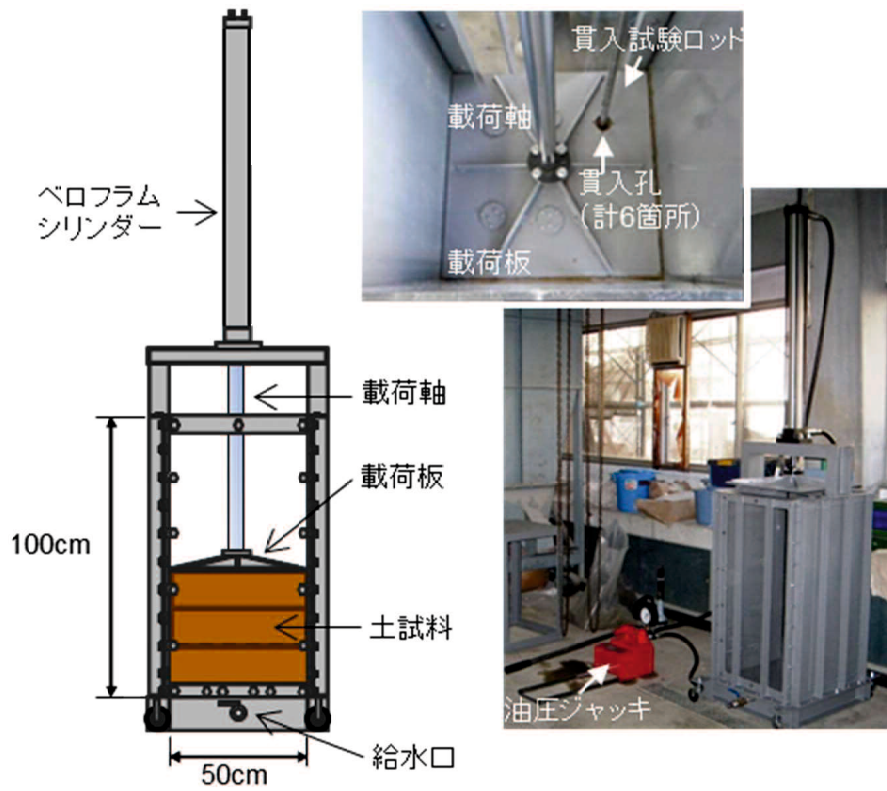 ベロフラム
シリンダー
載荷軸
載荷板
100cm
土試料
給水口
50cm
貫入試験ロッド
載荷軸
貫入孔
(計6箇所)
載荷板
油圧ジャッキ